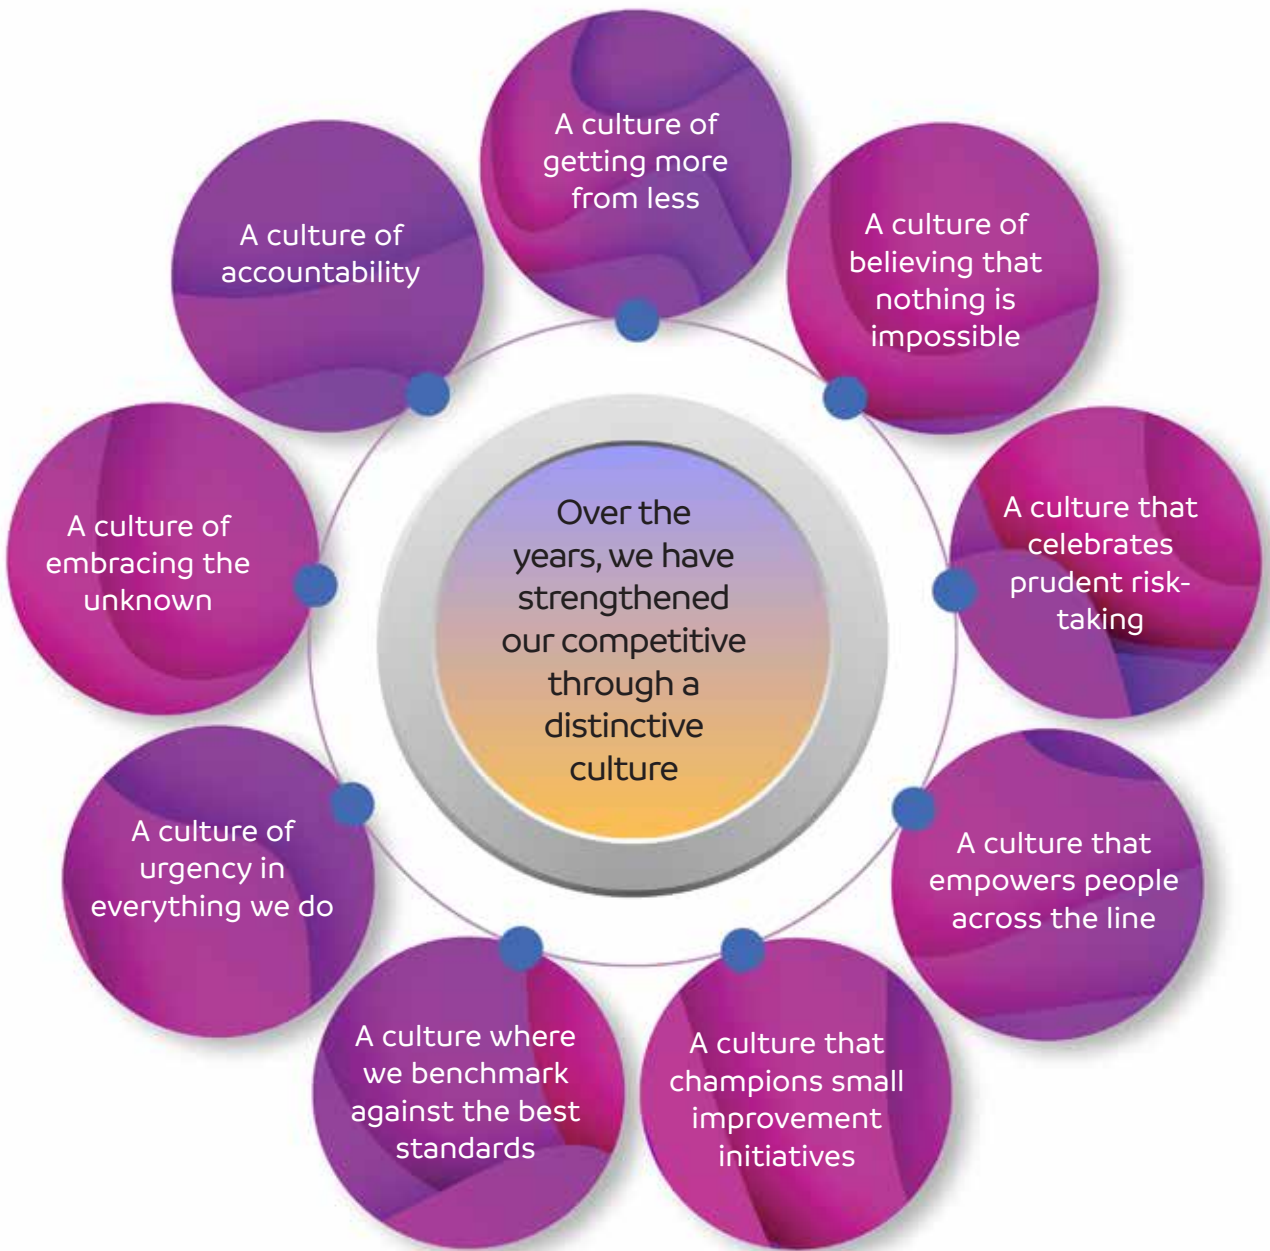 A culture of
getting more
from less
A culture of
believing that
nothing is
impossible
A culture that
celebrates
prudent risk-
taking
A culture that
empowers people
across the line
A culture that
champions small
improvement
initiatives
A culture where
we benchmark
against the best
standards
A culture of
urgency in
everything we do
A culture of
embracing the
unknown
A culture of
accountability
Over the
years, we have
strengthened
our competitive
through a
distinctive
culture